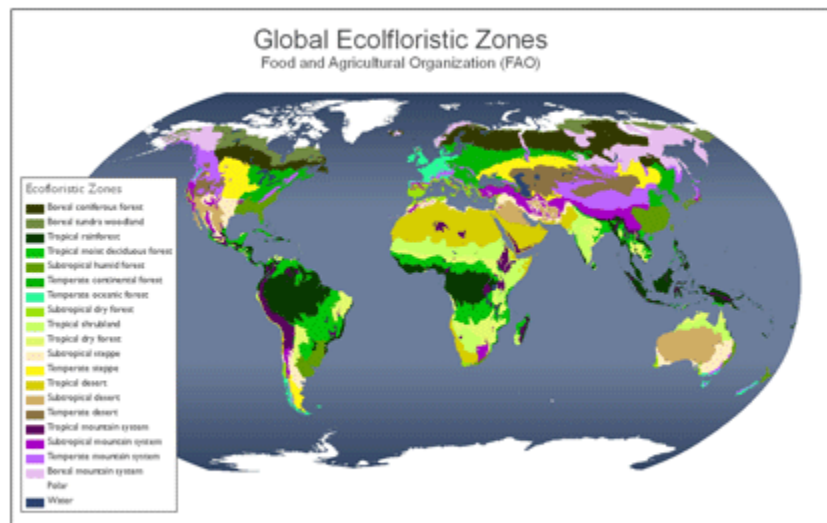 Global Ecolfloristic Zones
Food and Agricultural Organization (FAO)
Ecofloristic Zones
Boreal coniferous forest
Boreal tundra woodland
Tropical rainforest
Tropical moist deciduous forest
Subtropical humid forest
Temperate continental forest
Temperate oceanic forest
Subtropical dry forest
Tropical shrubland
Tropical dry forest
Subtropical steppe
Temperate steppe
Tropical desert
Subtropical desert
Temperate desert
Tropical mountain system
Subtropical mountain system
Temperate mountain system
Boreal mountain system
Polar
Water